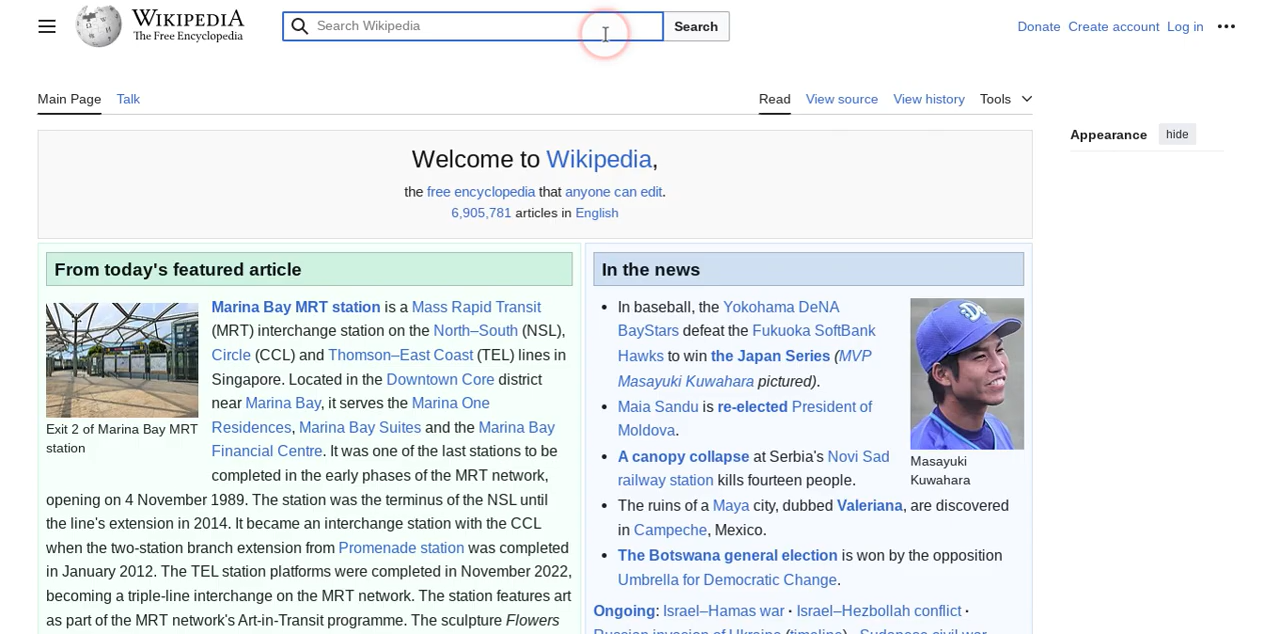 WIKIPEDIA
The Free Encyclopedia
Search Wikipedia
Search
Donate Create account Log in
Main Page Talk
Read View source View history Tools
Appearance hide
Welcome to Wikipedia,
the free encyclopedia that anyone can edit.
6,905,781 articles in English
From today's featured article
Marina Bay MRT station is a Mass Rapid Transit
(MRT) interchange station on the North–South (NSL),
Circle (CCL) and Thomson–East Coast (TEL) lines in
Singapore. Located in the Downtown Core district
near Marina Bay, it serves the Marina One
Residences, Marina Bay Suites and the Marina Bay
Financial Centre. It was one of the last stations to be
completed in the early phases of the MRT network,
opening on 4 November 1989. The station was the terminus of the NSL until
the line's extension in 2014. It became an interchange station with the CCL
when the two-station branch extension from Promenade station was completed
in January 2012. The TEL station platforms were completed in November 2022,
becoming a triple-line interchange on the MRT network. The station features art
as part of the MRT network's Art-in-Transit programme. The sculpture Flowers
Exit 2 of Marina Bay MRT
station
In the news
• In baseball, the Yokohama DeNA
BayStars defeat the Fukuoka SoftBank
Hawks to win the Japan Series (MVP
Masayuki Kuwahara pictured).
• Maia Sandu is re-elected President of
Moldova.
• A canopy collapse at Serbia's Novi Sad
railway station kills fourteen people.
• The ruins of a Maya city, dubbed Valeriana, are discovered
in Campeche, Mexico.
• The Botswana general election is won by the opposition
Umbrella for Democratic Change.
Masayuki
Kuwahara
Ongoing: Israel–Hamas war · Israel–Hezbollah conflict ·
Russian invasion of Ukraine (timeline) · Sudanese civil war